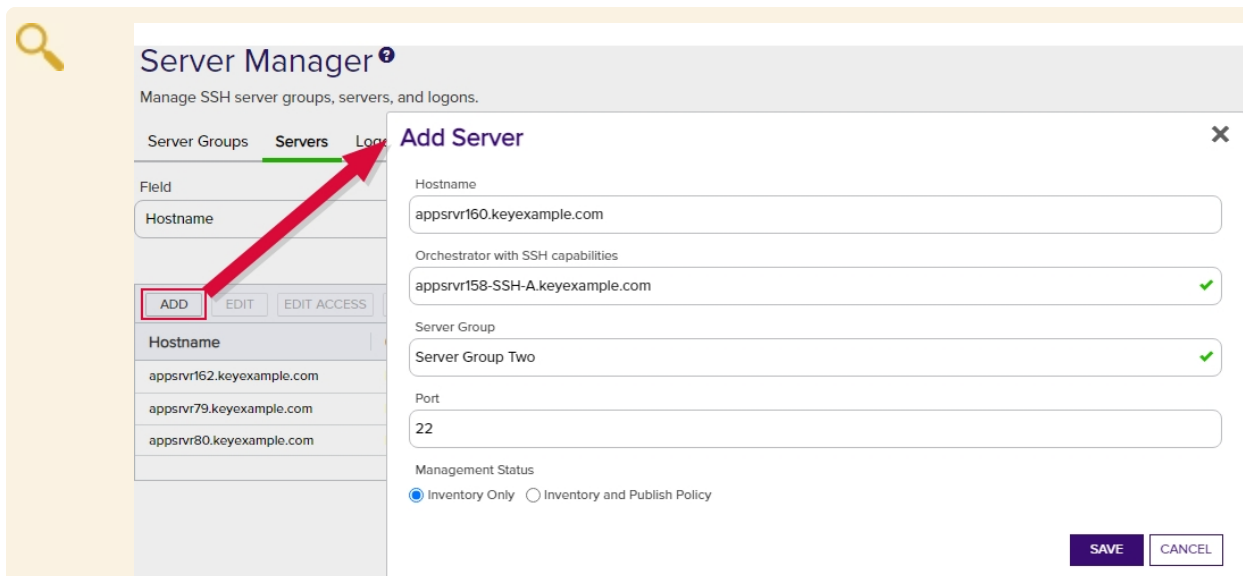 Server Manager
Manage SSH server groups, servers, and logons.
Server Groups Servers
Field
Hostname
ADD EDIT EDIT ACCESS
Hostname
appsrvr162.keyexample.com
appsrvr79.keyexample.com
appsrvr80.keyexample.com
Add Server
Hostname
appsrvr160.keyexample.com
Orchestrator with SSH capabilities
appsrvr158-SSH-A.keyexample.com
Server Group
Server Group Two
Port
22
Management Status
Inventory Only Inventory and Publish Policy
SAVE CANCEL